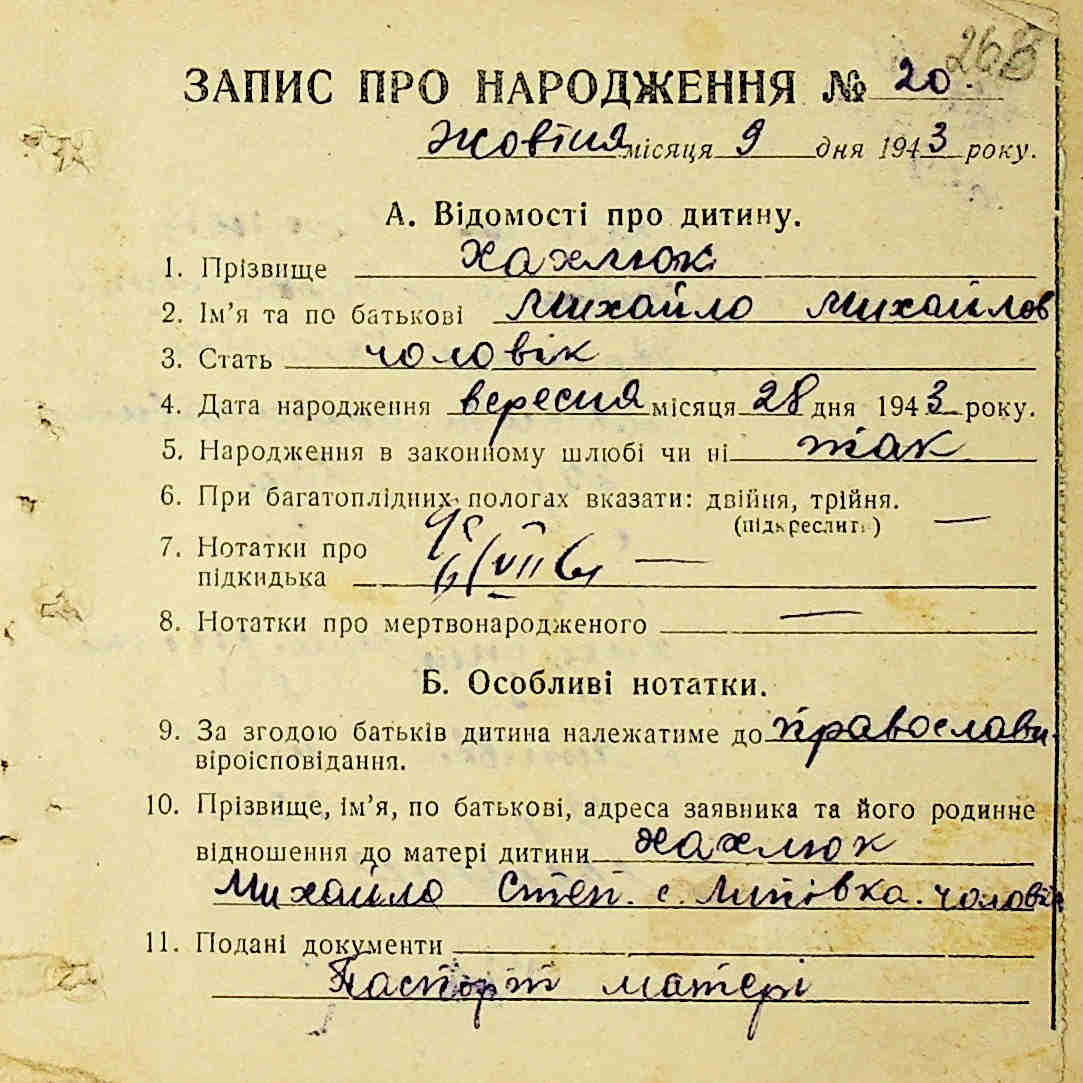 268
ЗАПИС ПРО НАРОДЖЕННЯ № 20.
жовтня місяця 9 дня 1943 року.
А. Відомості про дитину.
1. Прізвище Хахлюк
2. Ім'я та по батькові Михайло Михайлов
3. Стать чоловік
4. Дата народження вересня місяця 28 дня 1943 року.
5. Народження в законному шлюбі чи ні так
6. При багатоплідних пологах вказати: двійня, трійня. —
(підкреслить)
7. Нотатки про
підкидька —
8. Нотатки про мертвонародженого —
Б. Особливі нотатки.
9. За згодою батьків дитина належатиме до православн.
віроісповідання.
10. Прізвище, ім'я, по батькові, адреса заявника та його родинне
відношення до матері дитини Хахлюк
Михайло Степ. с. Липівка. чоловік
11. Подані документи
Паспорт матері